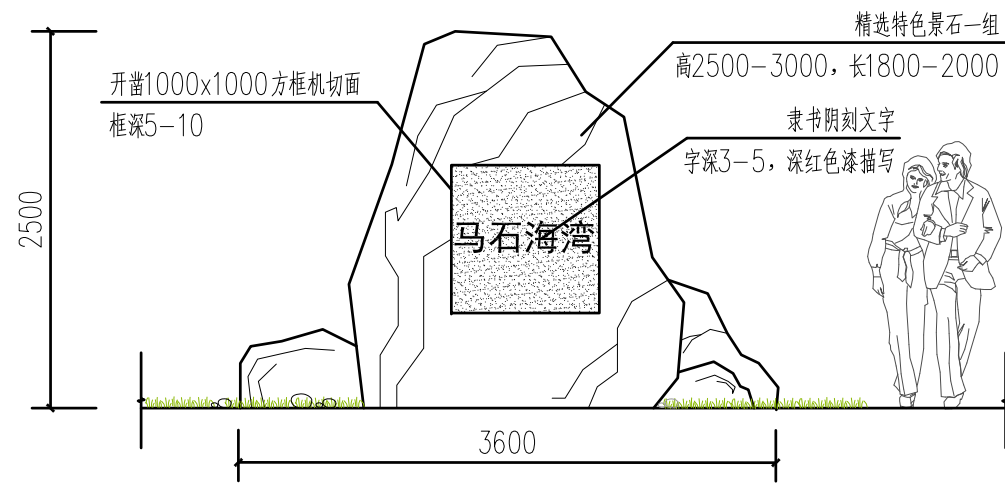 精选特色景石一组
高2500-3000，长1800-2000
开凿1000x1000方框机切面
框深5-10
隶书阴刻文字
字深3-5，深红色漆描写
2500
马石海湾
3600